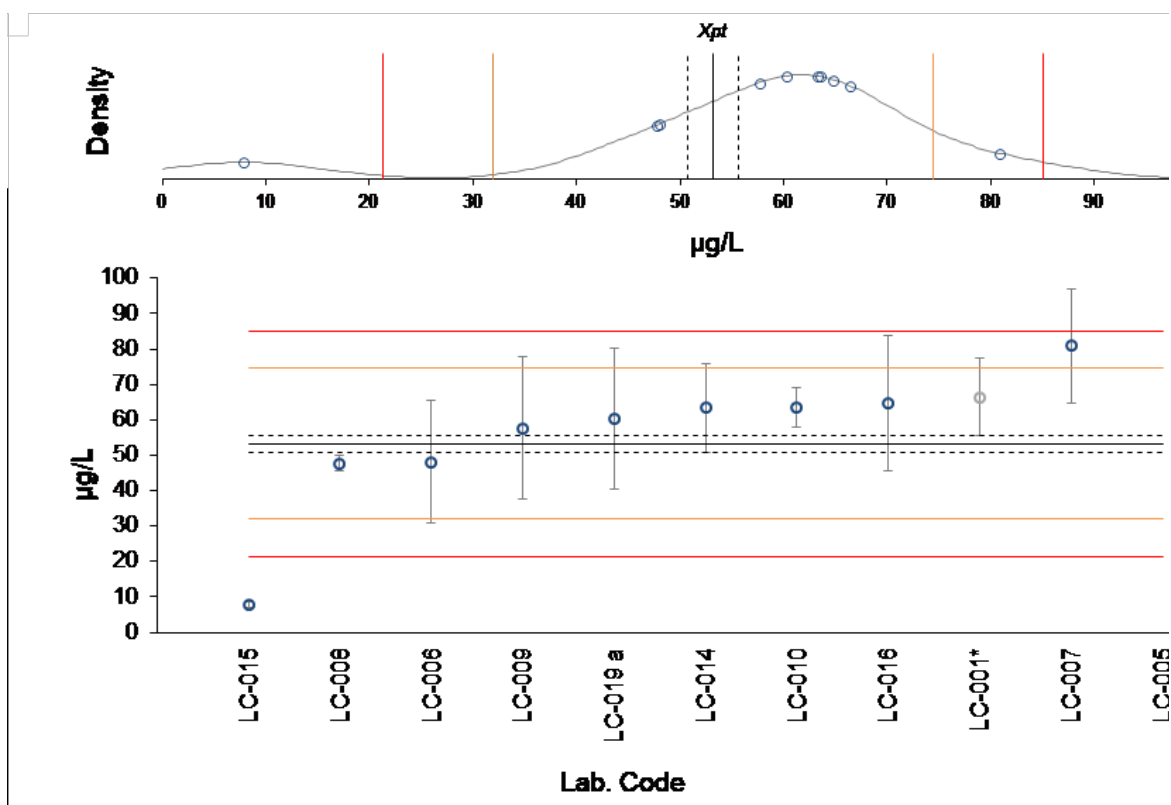 Xpt
Density
0 10 20 30 40 50 60 70 80 90
µg/L
100
90
80
70
60
50
40
30
20
10
0
µg/L
LC-015
LC-008
LC-006
LC-009
LC-019 a
LC-014
LC-010
LC-016
LC-001*
LC-007
LC-005
Lab. Code